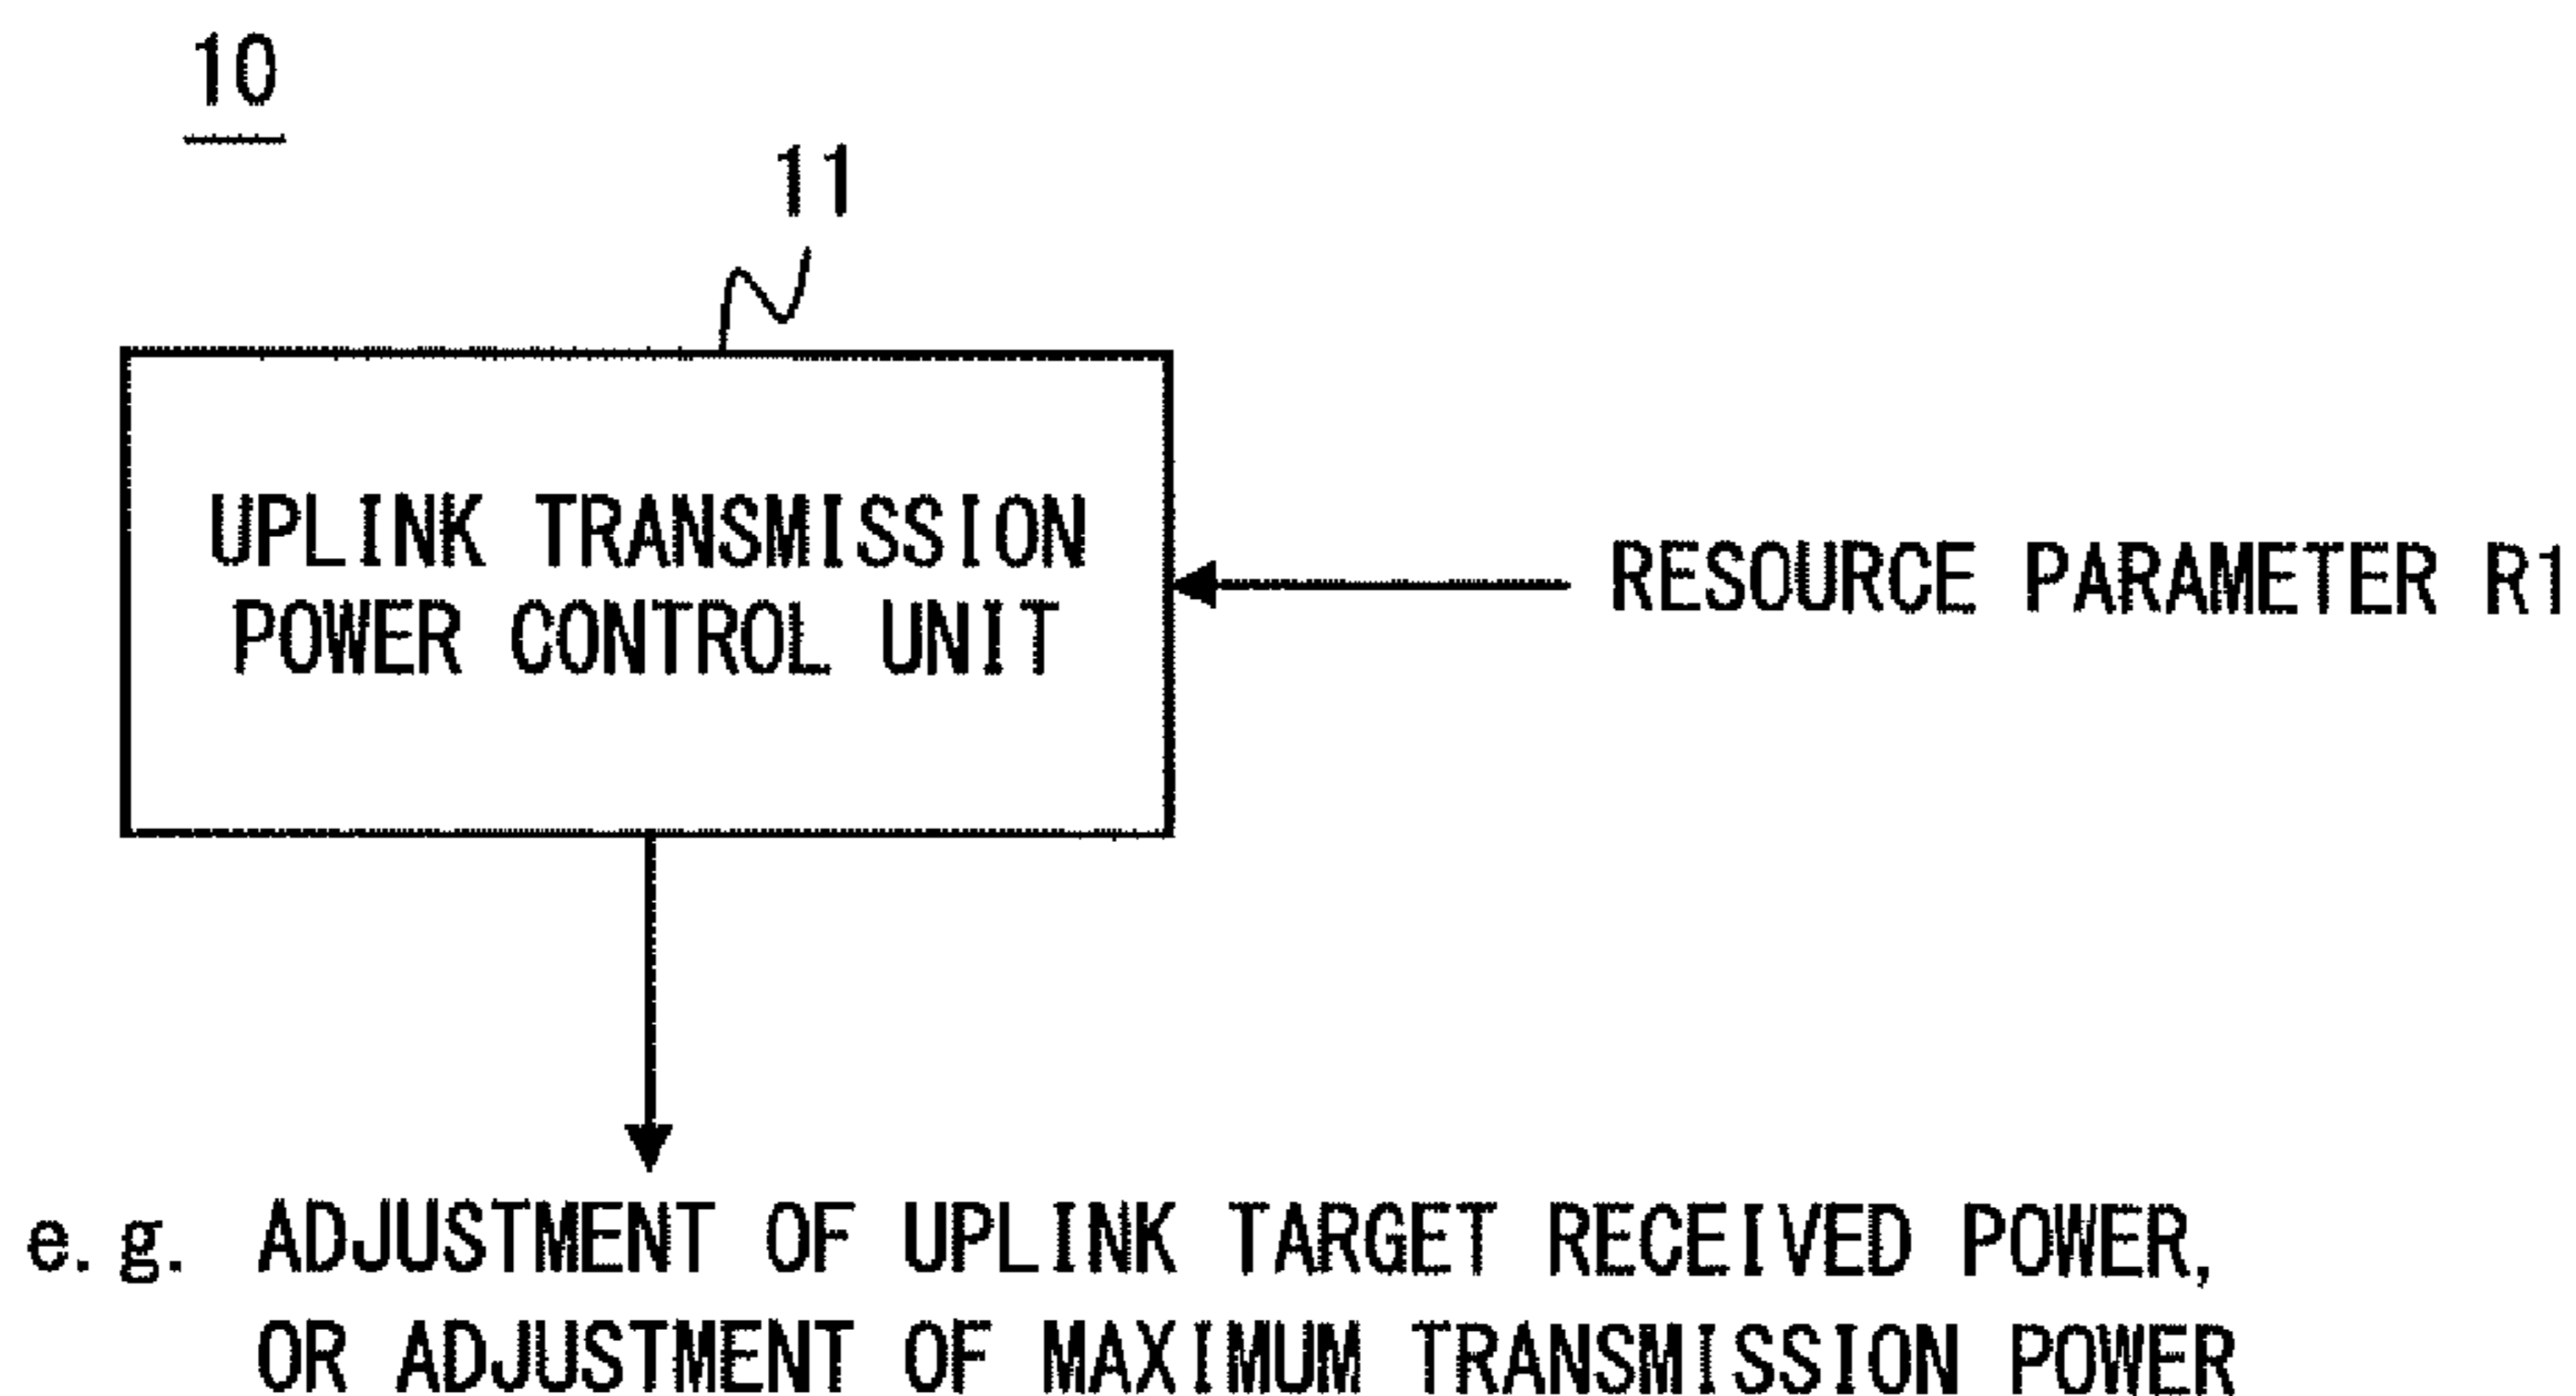 10
11
UPLINK TRANSMISSION
POWER CONTROL UNIT
RESOURCE PARAMETER R1
e.g. ADJUSTMENT OF UPLINK TARGET RECEIVED POWER,
OR ADJUSTMENT OF MAXIMUM TRANSMISSION POWER